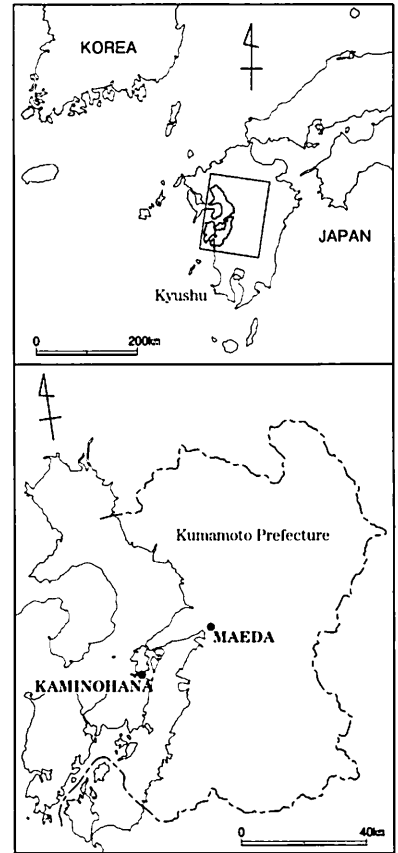 KOREA
JAPAN
Kyushu
0 200km
Kumamoto Prefecture
MAEDA
KAMINOHANA
0 40km